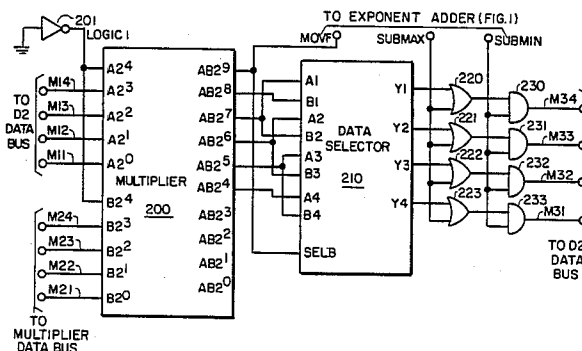 201
LOGIC 1
TO EXPONENT ADDER (FIG.1)
MOVF
SUBMAX
SUBMIN
TO
D2
DATA
BUS
M14
M13
M12
M11
A2⁴
A2³
A2²
A2¹
A2⁰
MULTIPLIER
200
B2⁴
B2³
B2²
B2¹
B2⁰
M24
M23
M22
M21
TO
MULTIPLIER
DATA BUS
AB2⁹
AB2⁸
AB2⁷
AB2⁶
AB2⁵
AB2⁴
AB2³
AB2²
AB2¹
AB2⁰
A1
B1
A2
B2
A3
B3
A4
B4
SELB
DATA
SELECTOR
210
Y1
Y2
Y3
Y4
220
221
222
223
230
231
232
233
M34
M33
M32
M31
TO D2
DATA
BUS